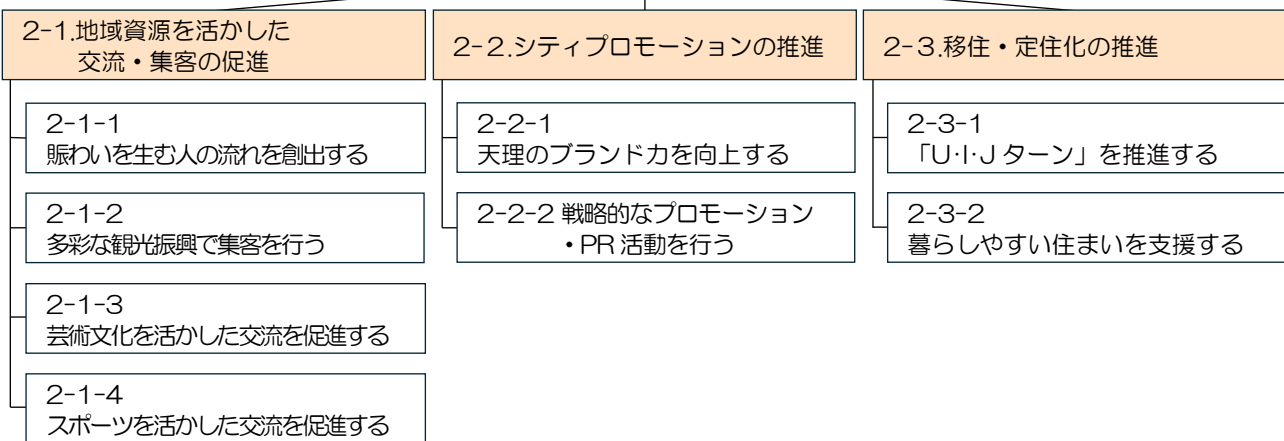 2-1.地域資源を活かした
交流・集客の促進
2-1-1
賑わいを生む人の流れを創出する
2-1-2
多彩な観光振興で集客を行う
2-1-3
芸術文化を活かした交流を促進する
2-1-4
スポーツを活かした交流を促進する
2-2.シティプロモーションの推進
2-2-1
天理のブランド力を向上する
2-2-2 戦略的なプロモーション
・PR 活動を行う
2-3.移住・定住化の推進
2-3-1
「U・I・J ターン」を推進する
2-3-2
暮らしやすい住まいを支援する